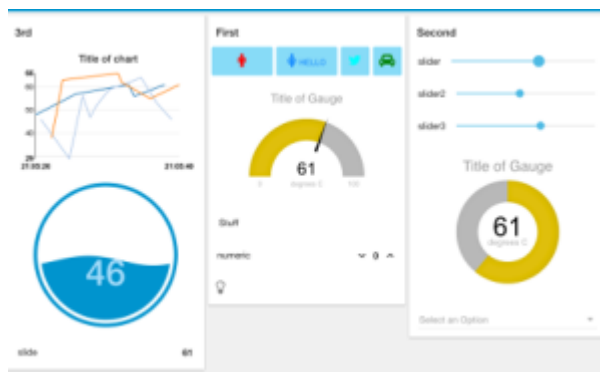 3rd
Title of chart
60
50
40
21:05:26
21:05:40
46
slide 61
First
HELLO
Title of Gauge
61
degrees C
0 100
Stuff
numeric 0
Second
slider
slider2
slider3
Title of Gauge
61
degrees C
Select an Option